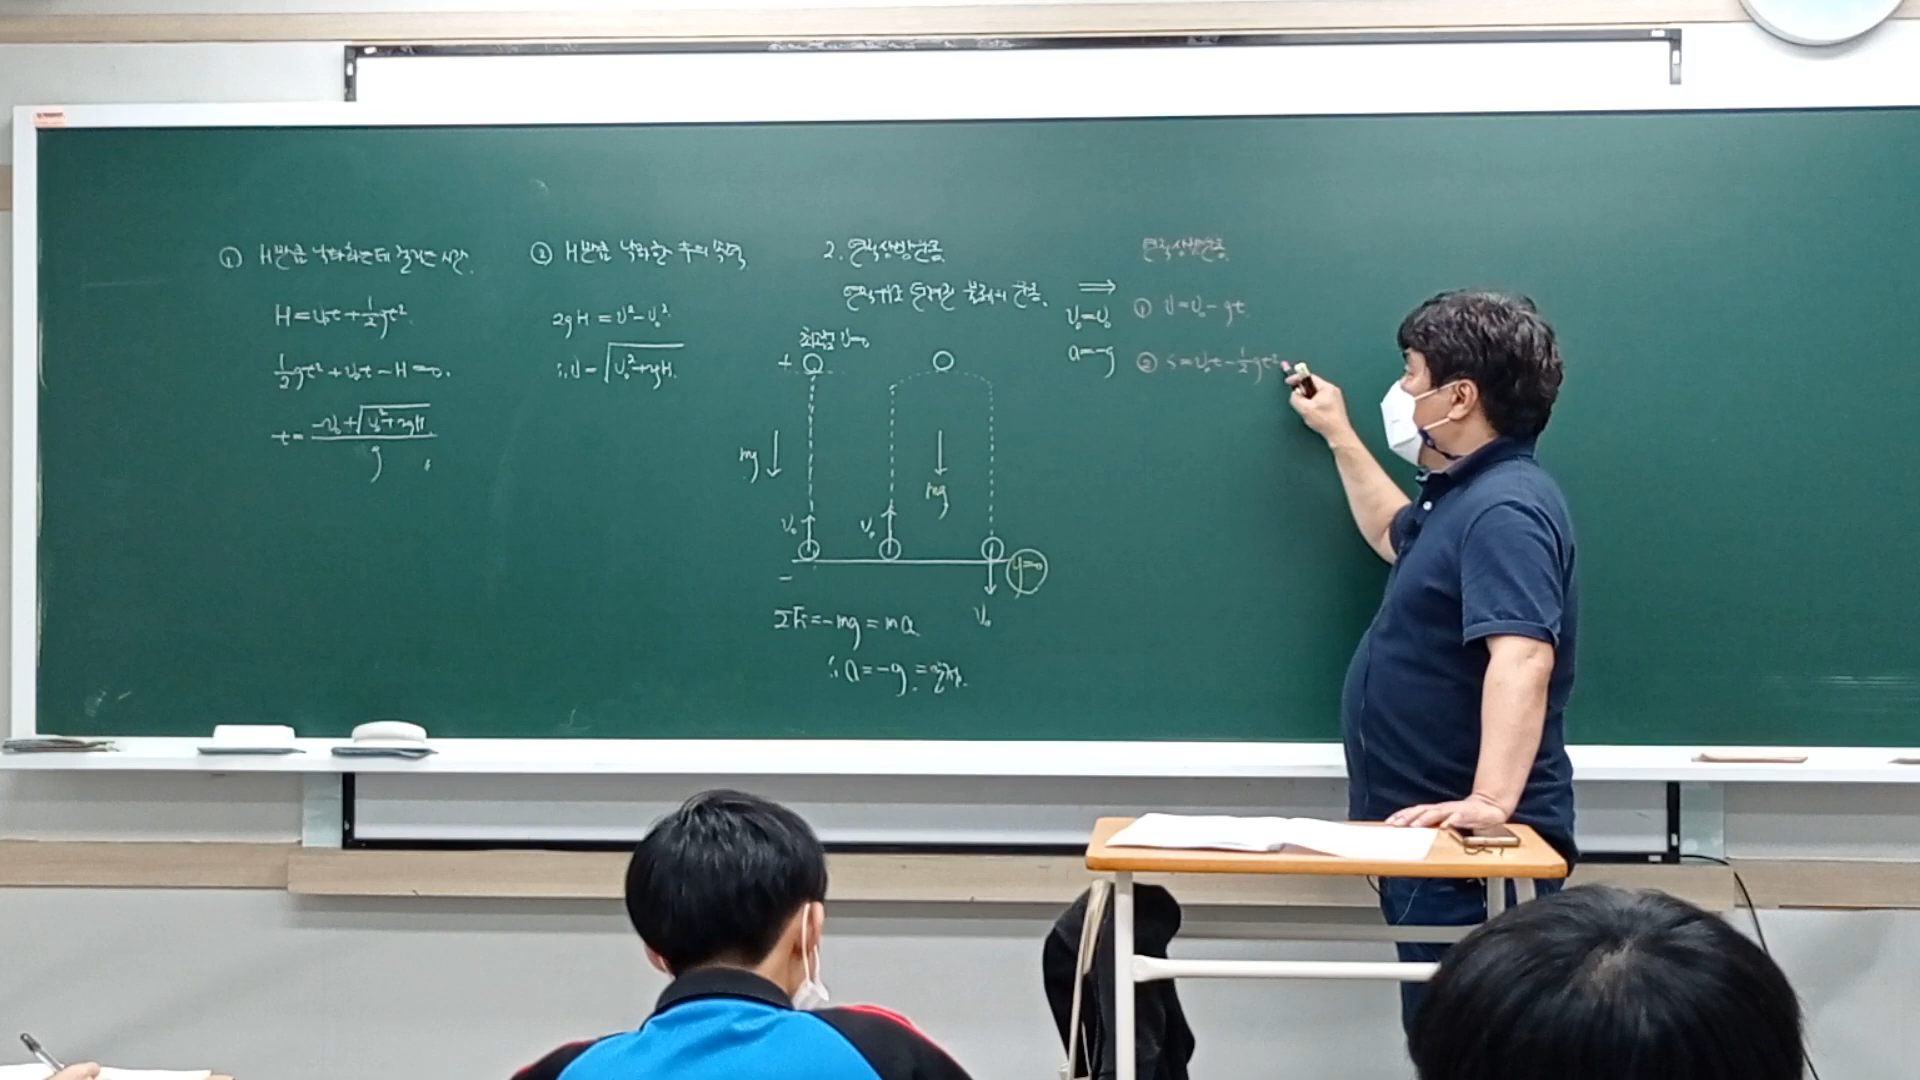 ① H만큼 낙하하는데 걸리는 시간.
H=v₀t+½gt²
½gt²+v₀t-H=0.
t=(-v₀+√(v₀²+2gH))/g
② H만큼 낙하한 후의 속력
2gH=v²-v₀²
∴v=√(v₀²+2gH)
2. 연직상방운동
연직위로 던져진 물체의 운동.
최고점 v=0
+
mg
mg
v₀
v₀
y=0
-
v₀
ΣF=-mg=ma
∴a=-g=일정.
⇒
v₀=v₀
a=-g
연직상방운동
① v=v₀-gt
② s=v₀t-½gt²